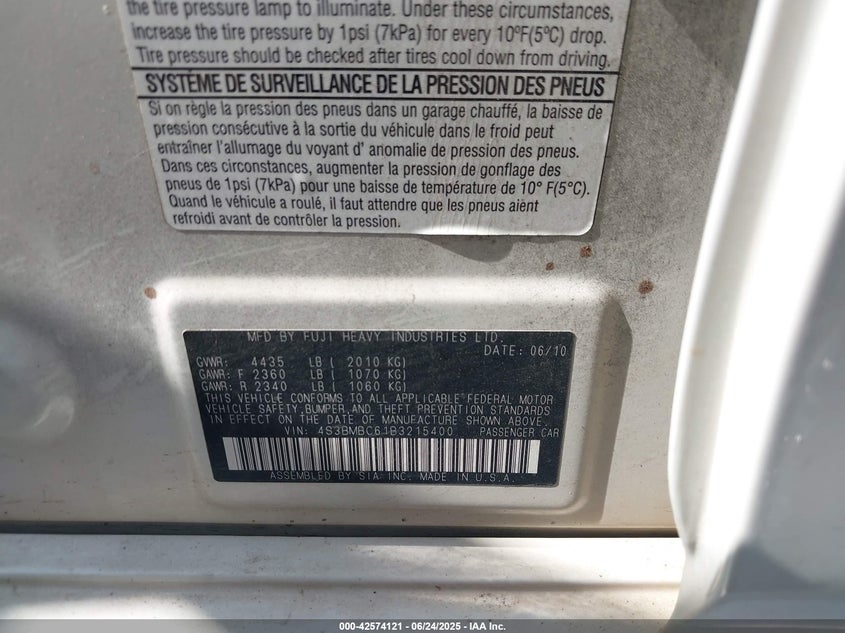 the tire pressure lamp to illuminate. Under these circumstances,
increase the tire pressure by 1psi (7kPa) for every 10ºF(5ºC) drop.
Tire pressure should be checked after tires cool down from driving.
SYSTÉME DE SURVEILLANCE DE LA PRESSION DES PNEUS
Si on règle la pression des pneus dans un garage chauffé, la baisse de
pression consécutive à la sortie du véhicule dans le froid peut
entraîner l'allumage du voyant d' anomalie de pression des pneus.
Dans ces circonstances, augmenter la pression de gonflage des
pneus de 1psi (7kPa) pour une baisse de température de 10° F(5°C).
Quand le véhicule a roulé, il faut attendre que les pneus aient
refroidi avant de contrôler la pression.
MFD BY FUJI HEAVY INDUSTRIES LTD.
DATE: 06/10
GVWR: 4435 LB ( 2010 KG)
GAWR: F 2360 LB ( 1070 KG)
GAWR: R 2340 LB ( 1060 KG)
THIS VEHICLE CONFORMS TO ALL APPLICABLE FEDERAL MOTOR
VEHICLE SAFETY,BUMPER,AND THEFT PREVENTION STANDARDS
IN EFFECT ON THE DATE OF MANUFACTURE SHOWN ABOVE.
VIN: 4S3BMBC61B3215400 PASSENGER CAR
ASSEMBLED BY SIA INC. MADE IN U.S.A.
000-42574121 - 06/24/2025 - IAA Inc.